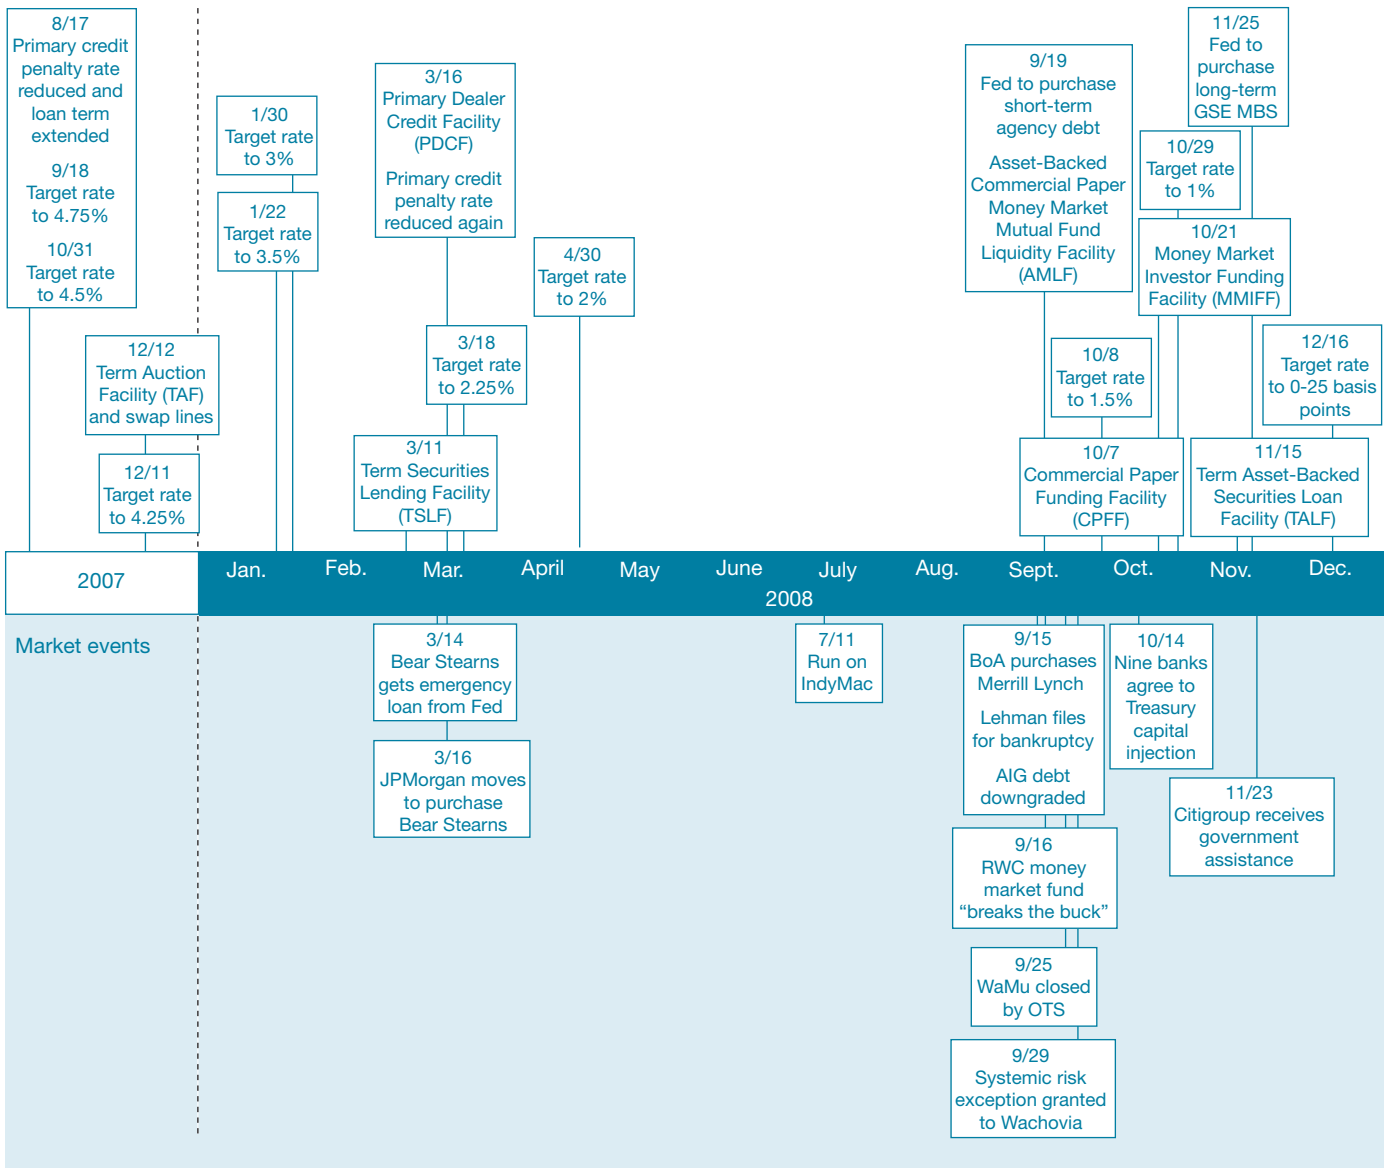 8/17
Primary credit
penalty rate
reduced and
loan term
extended
9/18
Target rate
to 4.75%
10/31
Target rate
to 4.5%
12/12
Term Auction
Facility (TAF)
and swap lines
12/11
Target rate
to 4.25%
1/30
Target rate
to 3%
1/22
Target rate
to 3.5%
3/16
Primary Dealer
Credit Facility
(PDCF)
Primary credit
penalty rate
reduced again
3/18
Target rate
to 2.25%
3/11
Term Securities
Lending Facility
(TSLF)
4/30
Target rate
to 2%
9/19
Fed to purchase
short-term
agency debt
Asset-Backed
Commercial Paper
Money Market
Mutual Fund
Liquidity Facility
(AMLF)
10/8
Target rate
to 1.5%
10/7
Commercial Paper
Funding Facility
(CPFF)
11/25
Fed to
purchase
long-term
GSE MBS
10/29
Target rate
to 1%
10/21
Money Market
Investor Funding
Facility (MMIFF)
12/16
Target rate
to 0-25 basis
points
11/15
Term Asset-Backed
Securities Loan
Facility (TALF)
2007
Jan.
Feb.
Mar.
April
May
June
July
Aug.
Sept.
Oct.
Nov.
Dec.
2008
Market events
3/14
Bear Stearns
gets emergency
loan from Fed
3/16
JPMorgan moves
to purchase
Bear Stearns
7/11
Run on
IndyMac
9/15
BoA purchases
Merrill Lynch
Lehman files
for bankruptcy
AIG debt
downgraded
9/16
RWC money
market fund
“breaks the buck”
9/25
WaMu closed
by OTS
9/29
Systemic risk
exception granted
to Wachovia
10/14
Nine banks
agree to
Treasury
capital
injection
11/23
Citigroup receives
government
assistance